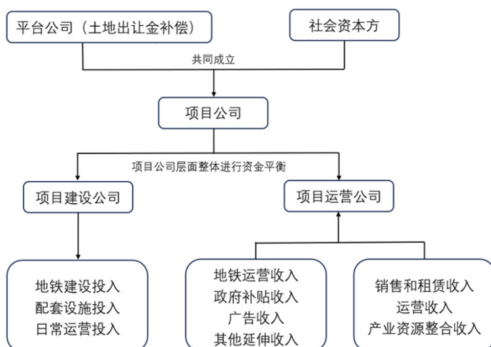 平台公司（土地出让金补偿）
社会资本方
共同成立
项目公司
项目公司层面整体进行资金平衡
项目建设公司
项目运营公司
地铁建设投入
配套设施投入
日常运营投入
地铁运营收入
政府补贴收入
广告收入
其他延伸收入
销售和租赁收入
运营收入
产业资源整合收入